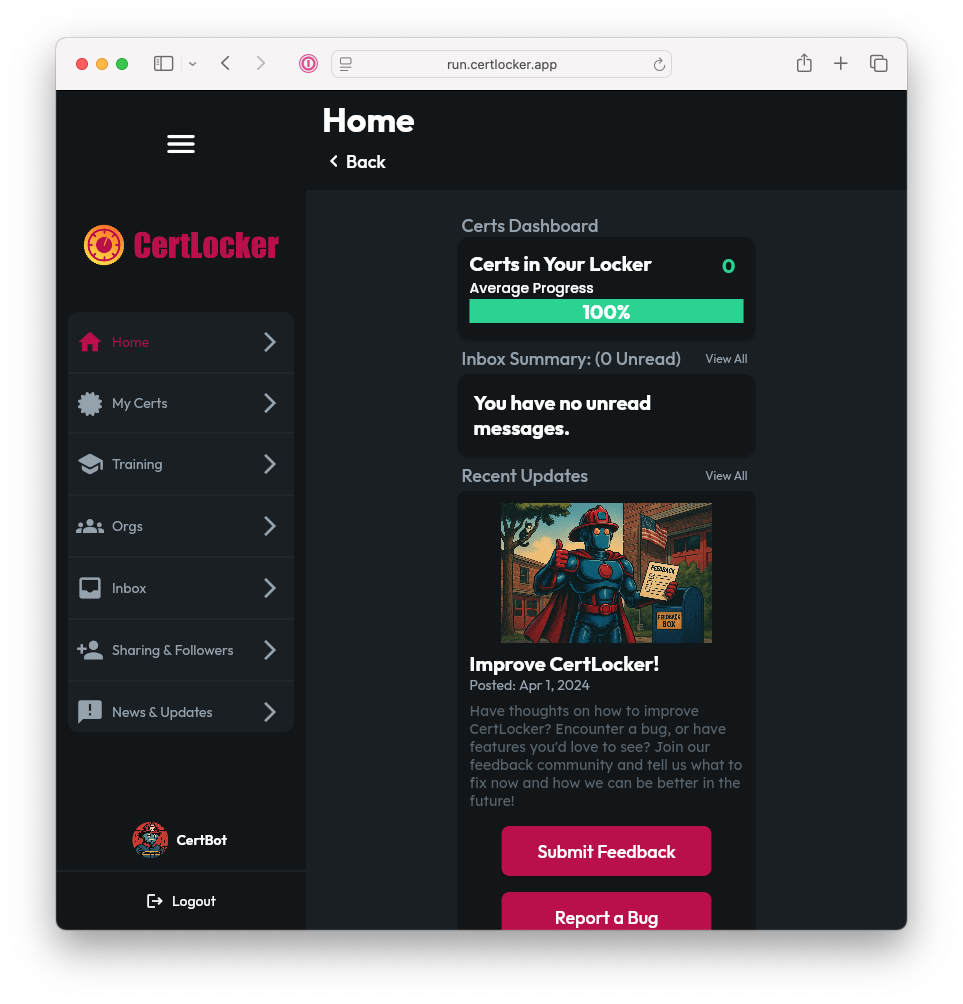 run.certlocker.app
Home
Back
CertLocker
Home
My Certs
Training
Orgs
Inbox
Sharing & Followers
News & Updates
CertBot
Logout
Certs Dashboard
Certs in Your Locker 0
Average Progress
100%
Inbox Summary: (0 Unread) View All
You have no unread
messages.
Recent Updates View All
FEEDBACK
FEEDBACK
BOX
Improve CertLocker!
Posted: Apr 1, 2024
Have thoughts on how to improve
CertLocker? Encounter a bug, or have
features you'd love to see? Join our
feedback community and tell us what to
fix now and how we can be better in the
future!
Submit Feedback
Report a Bug